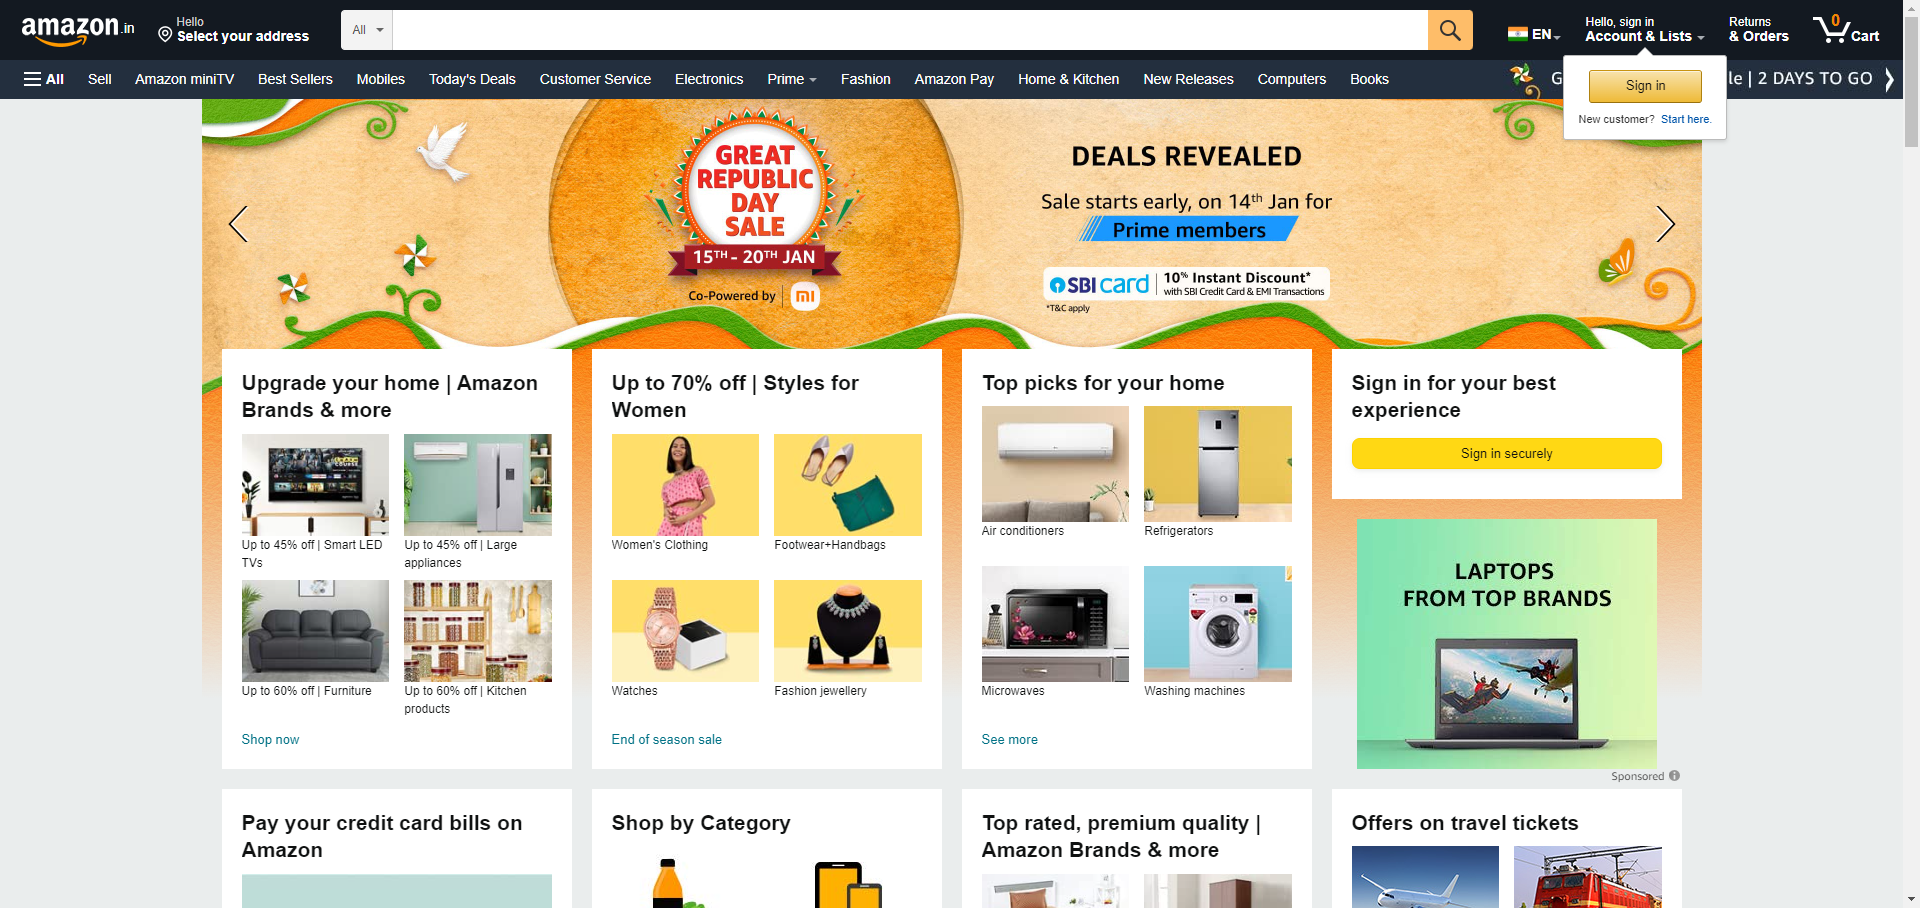 amazon.in
Hello
Select your address
All
EN
Hello, sign in
Account & Lists
Returns
& Orders
0
Cart
All
Sell
Amazon miniTV
Best Sellers
Mobiles
Today's Deals
Customer Service
Electronics
Prime
Fashion
Amazon Pay
Home & Kitchen
New Releases
Computers
Books
G
le | 2 DAYS TO GO
Sign in
New customer? Start here.
GREAT
REPUBLIC
DAY
SALE
15TH - 20TH JAN
Co-Powered by
mi
DEALS REVEALED
Sale starts early, on 14th Jan for
Prime members
SBI card
10% Instant Discount*
with SBI Credit Card & EMI Transactions
*T&C apply
Upgrade your home | Amazon
Brands & more
Up to 45% off | Smart LED
TVs
Up to 45% off | Large
appliances
Up to 60% off | Furniture
Up to 60% off | Kitchen
products
Shop now
Up to 70% off | Styles for
Women
Women's Clothing
Footwear+Handbags
Watches
Fashion jewellery
End of season sale
Top picks for your home
Air conditioners
Refrigerators
Microwaves
Washing machines
See more
Sign in for your best
experience
Sign in securely
LAPTOPS
FROM TOP BRANDS
Sponsored
Pay your credit card bills on
Amazon
Shop by Category
Top rated, premium quality |
Amazon Brands & more
Offers on travel tickets